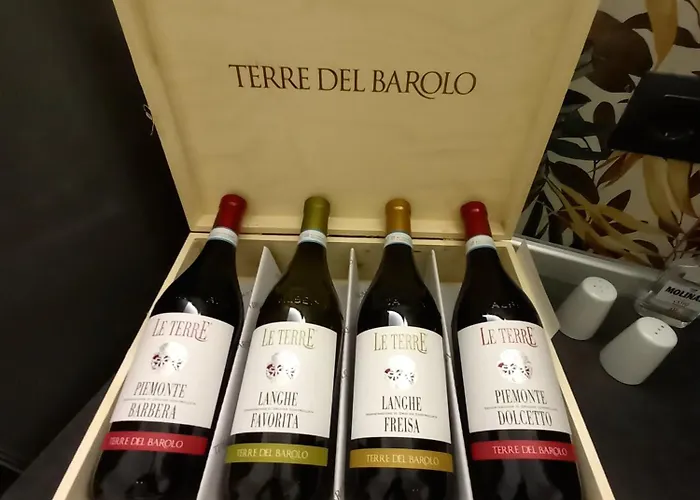 TERRE DEL BAROLO
LE TERRE
PIEMONTE
BARBERA
TERRE DEL BAROLO
LE TERRE
LANGHE
FAVORITA
TERRE DEL BAROLO
LE TERRE
LANGHE
FREISA
TERRE DEL BAROLO
LE TERRE
PIEMONTE
DOLCETTO
TERRE DEL BAROLO
MOLINA